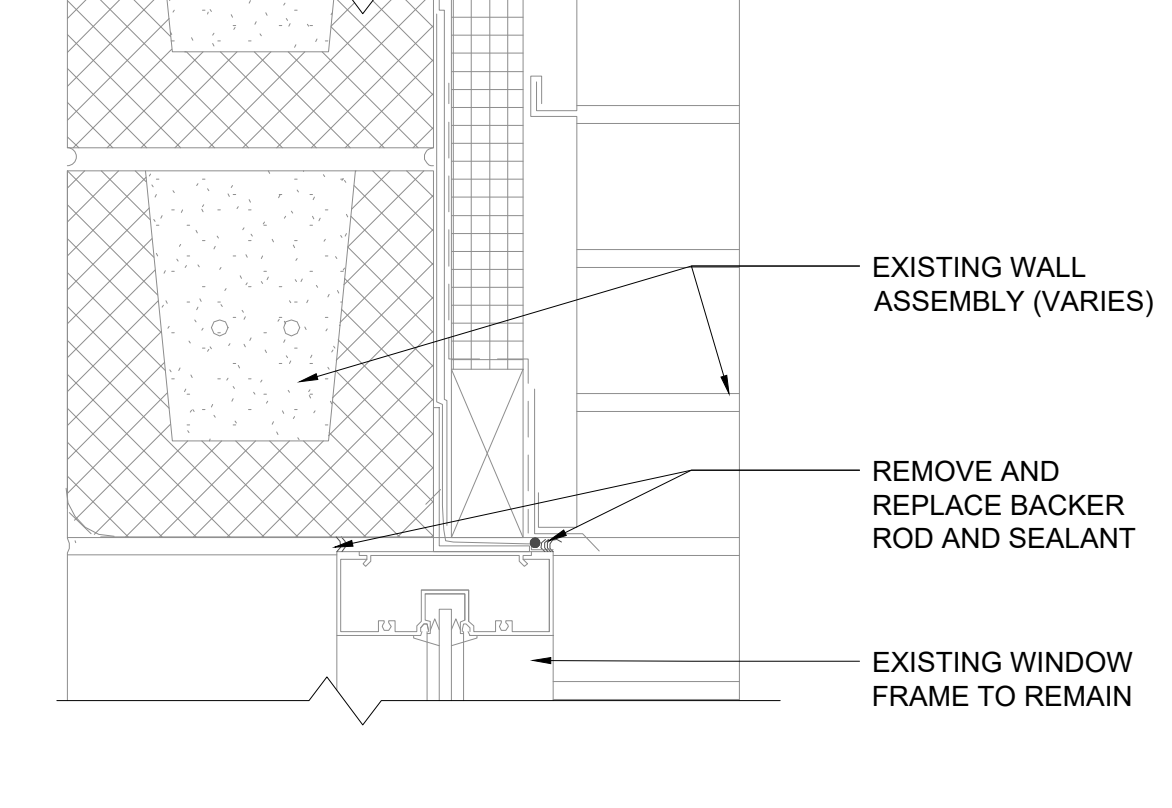 EXISTING WALL
ASSEMBLY (VARIES)
REMOVE AND
REPLACE BACKER
ROD AND SEALANT
EXISTING WINDOW
FRAME TO REMAIN